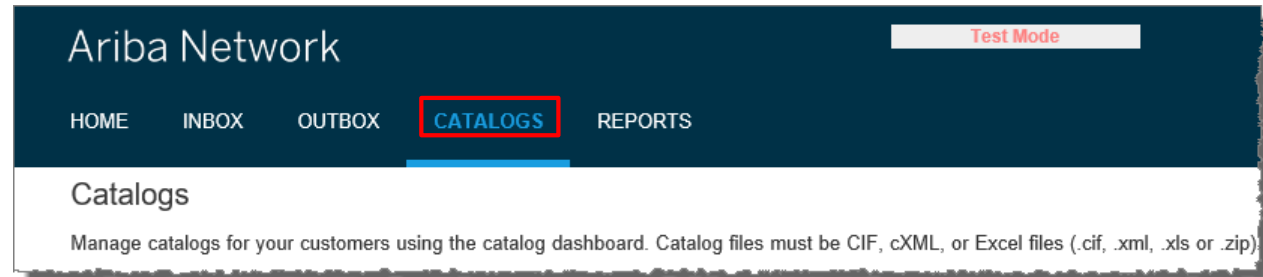 Ariba Network
Test Mode
HOME INBOX OUTBOX CATALOGS REPORTS
Catalogs
Manage catalogs for your customers using the catalog dashboard. Catalog files must be CIF, cXML, or Excel files (.cif, .xml, .xls or .zip)